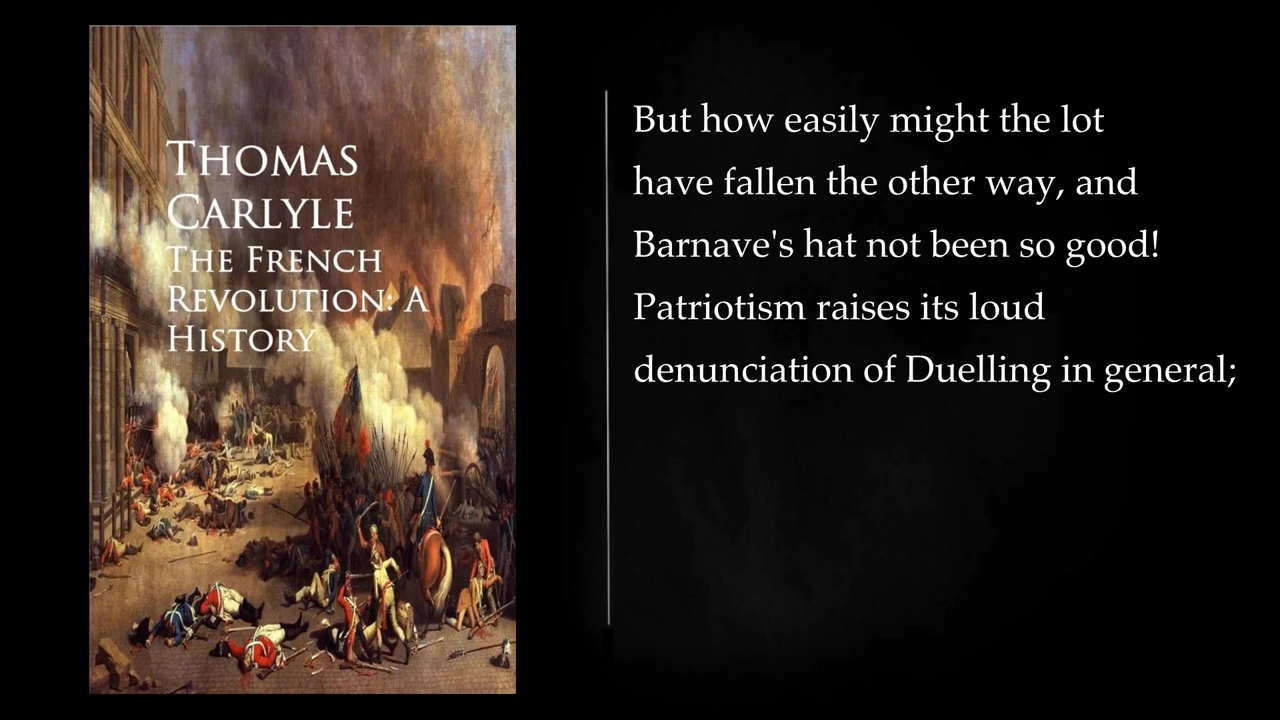 THOMAS
CARLYLE
THE FRENCH
REVOLUTION: A
HISTORY
But how easily might the lot
have fallen the other way, and
Barnave's hat not been so good!
Patriotism raises its loud
denunciation of Duelling in general;